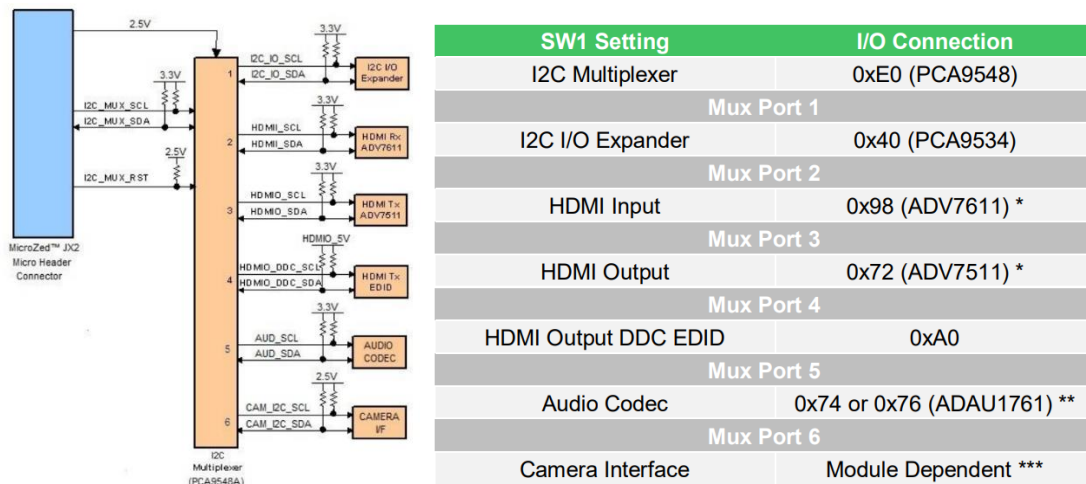 2.5V
3.3V
I2C_MUX_SCL
I2C_MUX_SDA
2.5V
I2C_MUX_RST
MicroZed™ JX2
Micro Header
Connector
1
2
3
4
5
6
I2C
Multiplexer
(PCA9548A)
3.3V
I2C_IO_SCL
I2C_IO_SDA
I2C I/O
Expander
3.3V
HDMII_SCL
HDMII_SDA
HDMI Rx
ADV7611
3.3V
HDMIO_SCL
HDMIO_SDA
HDMI Tx
ADV7511
HDMIO_5V
HDMIO_DDC_SCL
HDMIO_DDC_SDA
HDMI Tx
EDID
3.3V
AUD_SCL
AUD_SDA
AUDIO
CODEC
2.5V
CAM_I2C_SCL
CAM_I2C_SDA
CAMERA
I/F
SW1 Setting I/O Connection
I2C Multiplexer 0xE0 (PCA9548)
Mux Port 1
I2C I/O Expander 0x40 (PCA9534)
Mux Port 2
HDMI Input 0x98 (ADV7611) *
Mux Port 3
HDMI Output 0x72 (ADV7511) *
Mux Port 4
HDMI Output DDC EDID 0xA0
Mux Port 5
Audio Codec 0x74 or 0x76 (ADAU1761) **
Mux Port 6
Camera Interface Module Dependent ***